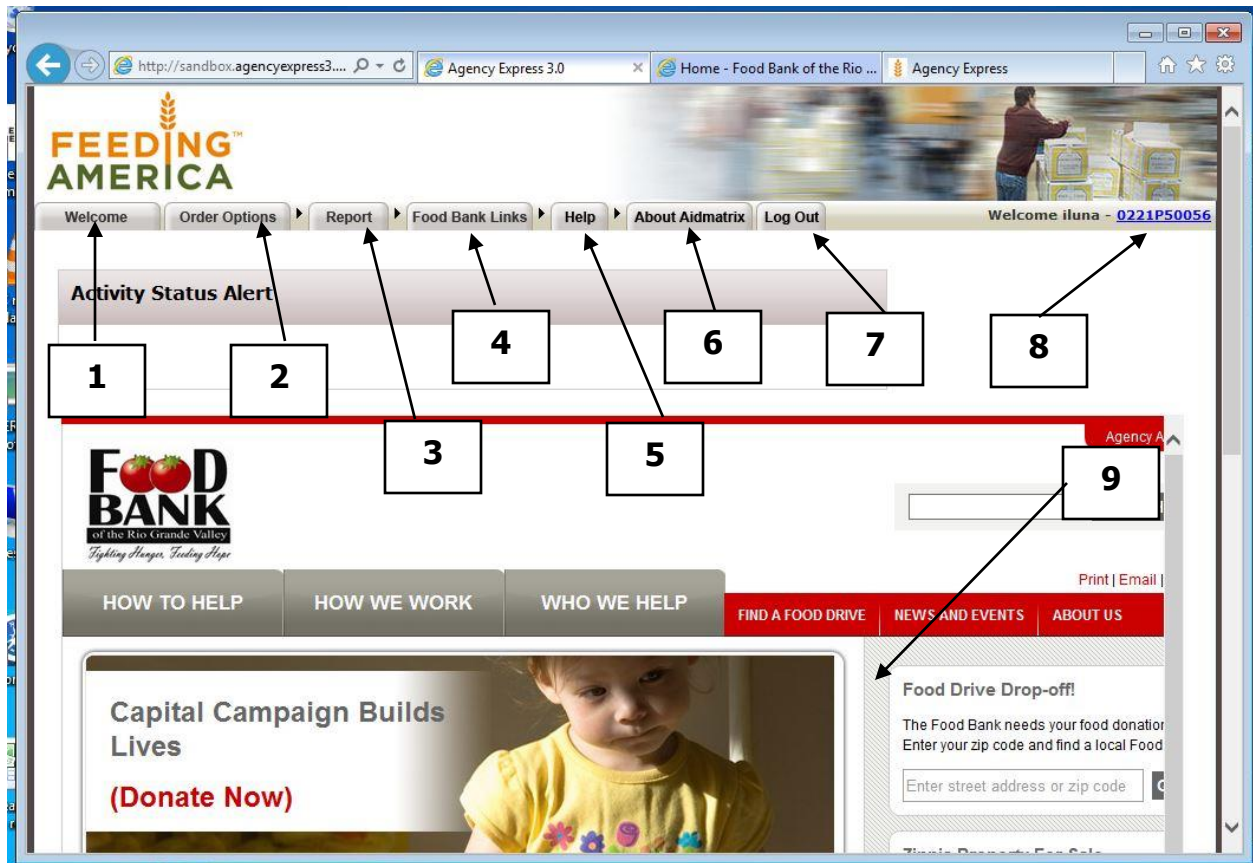 http://sandbox.agencyexpress3....
Agency Express 3.0
Home - Food Bank of the Rio ...
Agency Express
FEEDING™
AMERICA
Welcome
Order Options
Report
Food Bank Links
Help
About Aidmatrix
Log Out
Welcome iluna - 0221P50056
Activity Status Alert
1
2
3
4
5
6
7
8
9
Agency A
FOOD
BANK
of the Rio Grande Valley
Fighting Hunger, Feeding Hope
Print | Email |
HOW TO HELP
HOW WE WORK
WHO WE HELP
FIND A FOOD DRIVE
NEWS AND EVENTS
ABOUT US
Capital Campaign Builds
Lives
(Donate Now)
Food Drive Drop-off!
The Food Bank needs your food donation
Enter your zip code and find a local Food
Enter street address or zip code